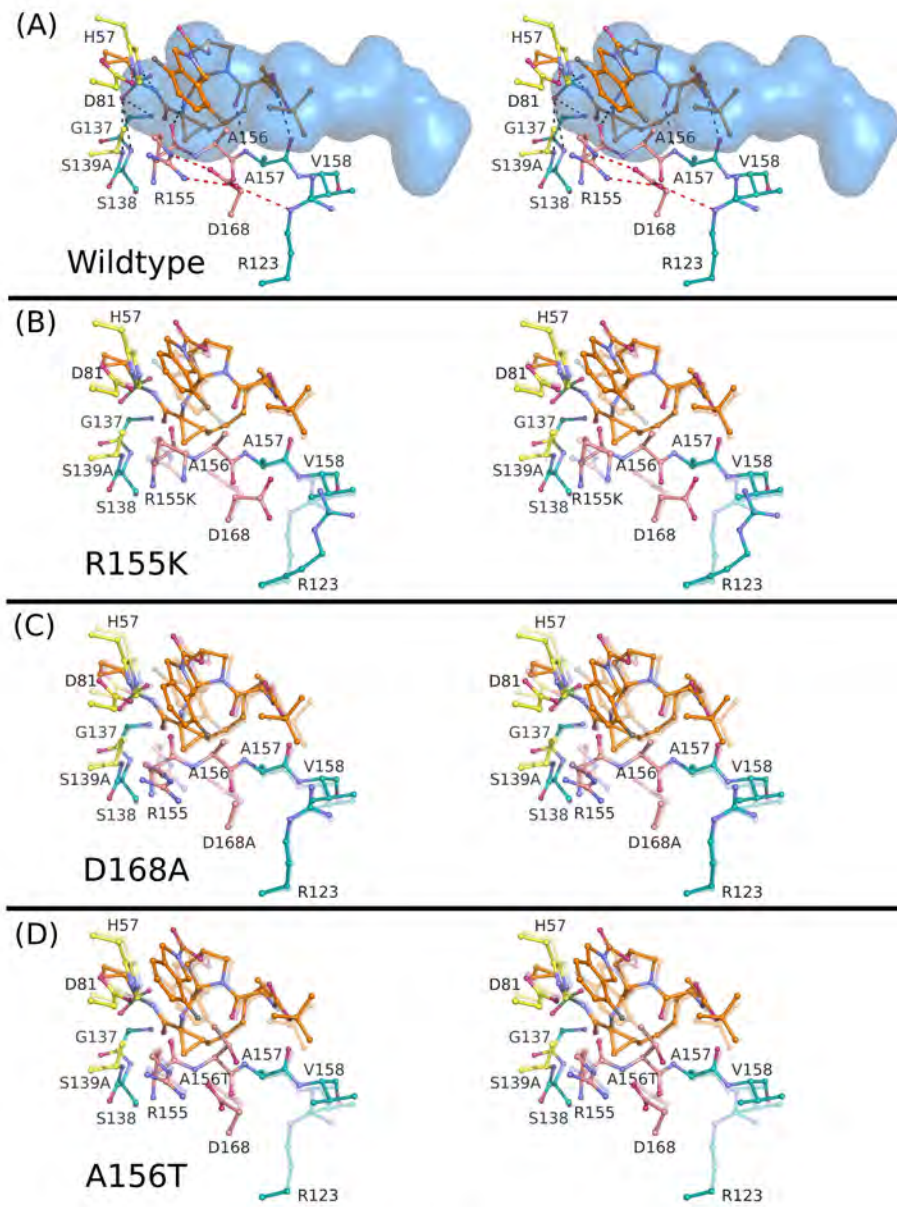 (A)
H57 H57
D81 D81
G137 A156 G137 A156
S139A A157 V158 S139A A157 V158
S138 R155 S138 R155
D168 D168
Wildtype R123 R123
(B)
H57 H57
D81 D81
G137 A157 G137 A157
S139A A156 V158 S139A A156 V158
S138 R155K S138 R155K
D168 D168
R155K R123 R123
(C)
H57 H57
D81 D81
G137 A157 G137 A157
S139A A156 V158 S139A A156 V158
S138 R155 S138 R155
D168A D168A
D168A R123 R123
(D)
H57 H57
D81 D81
G137 A157 G137 A157
S139A A156T V158 S139A A156T V158
S138 R155 S138 R155
D168 D168
A156T R123 R123